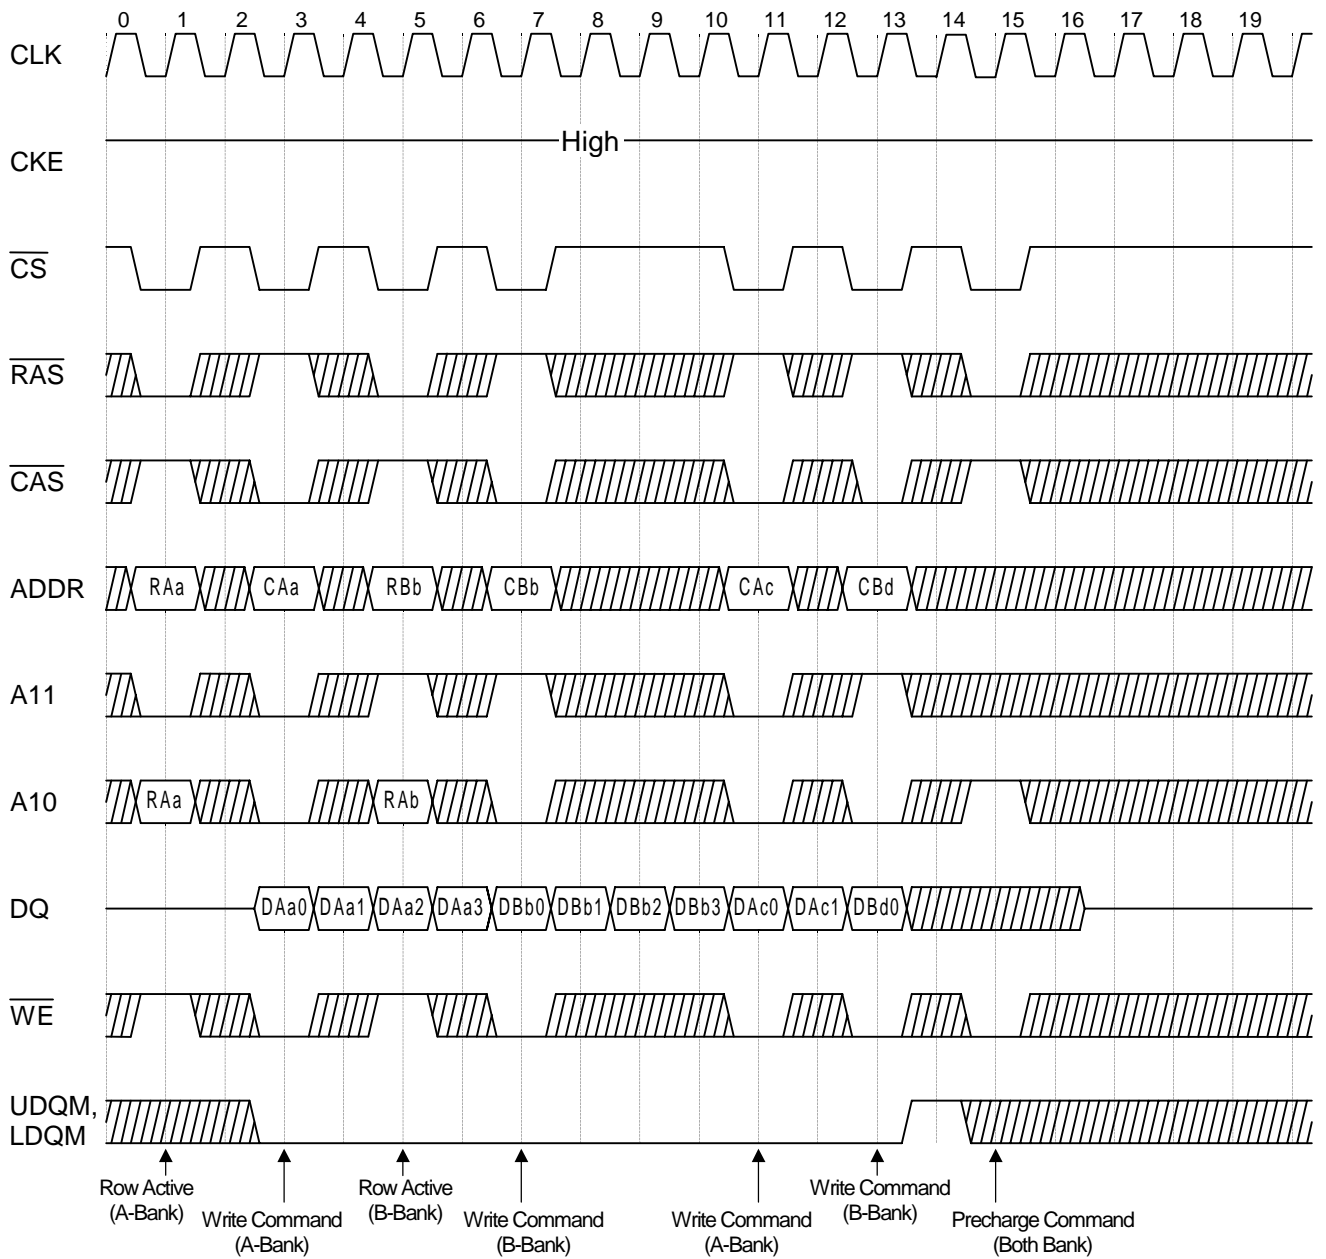 0 1 2 3 4 5 6 7 8 9 10 11 12 13 14 15 16 17 18 19
CLK
High
CKE
CS
RAS
CAS
ADDR RAa CAa RBb CBb CAc CBd
A11
A10 RAa RAb
DQ DAa0 DAa1 DAa2 DAa3 DBb0 DBb1 DBb2 DBb3 DAc0 DAc1 DBd0
WE
UDQM,
LDQM
Row Active
(A-Bank)
Write Command
(A-Bank)
Row Active
(B-Bank)
Write Command
(B-Bank)
Write Command
(A-Bank)
Write Command
(B-Bank)
Precharge Command
(Both Bank)